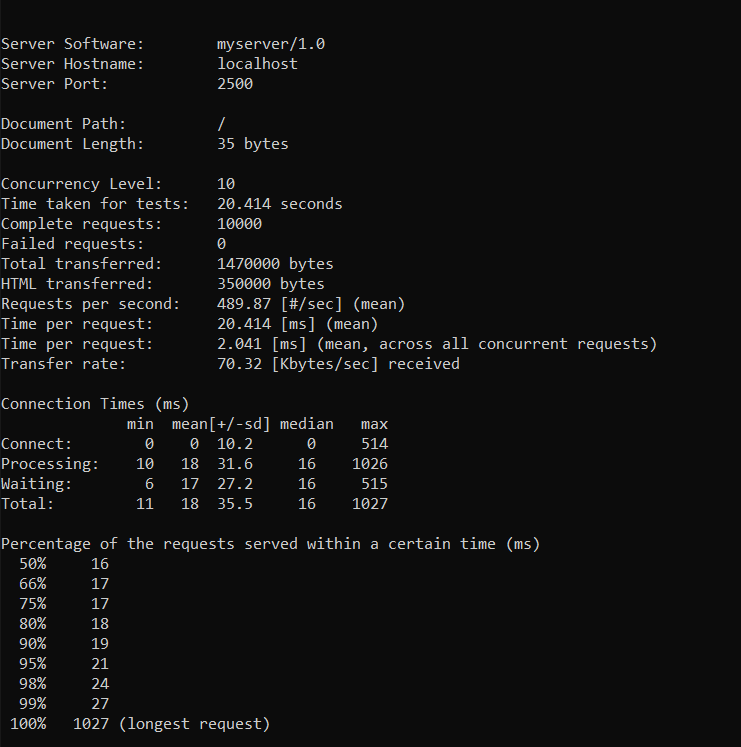 Server Software:        myserver/1.0
Server Hostname:        localhost
Server Port:            2500

Document Path:          /
Document Length:        35 bytes

Concurrency Level:      10
Time taken for tests:   20.414 seconds
Complete requests:      10000
Failed requests:        0
Total transferred:      1470000 bytes
HTML transferred:       350000 bytes
Requests per second:    489.87 [#/sec] (mean)
Time per request:       20.414 [ms] (mean)
Time per request:       2.041 [ms] (mean, across all concurrent requests)
Transfer rate:          70.32 [Kbytes/sec] received

Connection Times (ms)
              min  mean[+/-sd] median   max
Connect:        0    0  10.2      0     514
Processing:    10   18  31.6     16    1026
Waiting:        6   17  27.2     16     515
Total:         11   18  35.5     16    1027

Percentage of the requests served within a certain time (ms)
  50%     16
  66%     17
  75%     17
  80%     18
  90%     19
  95%     21
  98%     24
  99%     27
 100%   1027 (longest request)